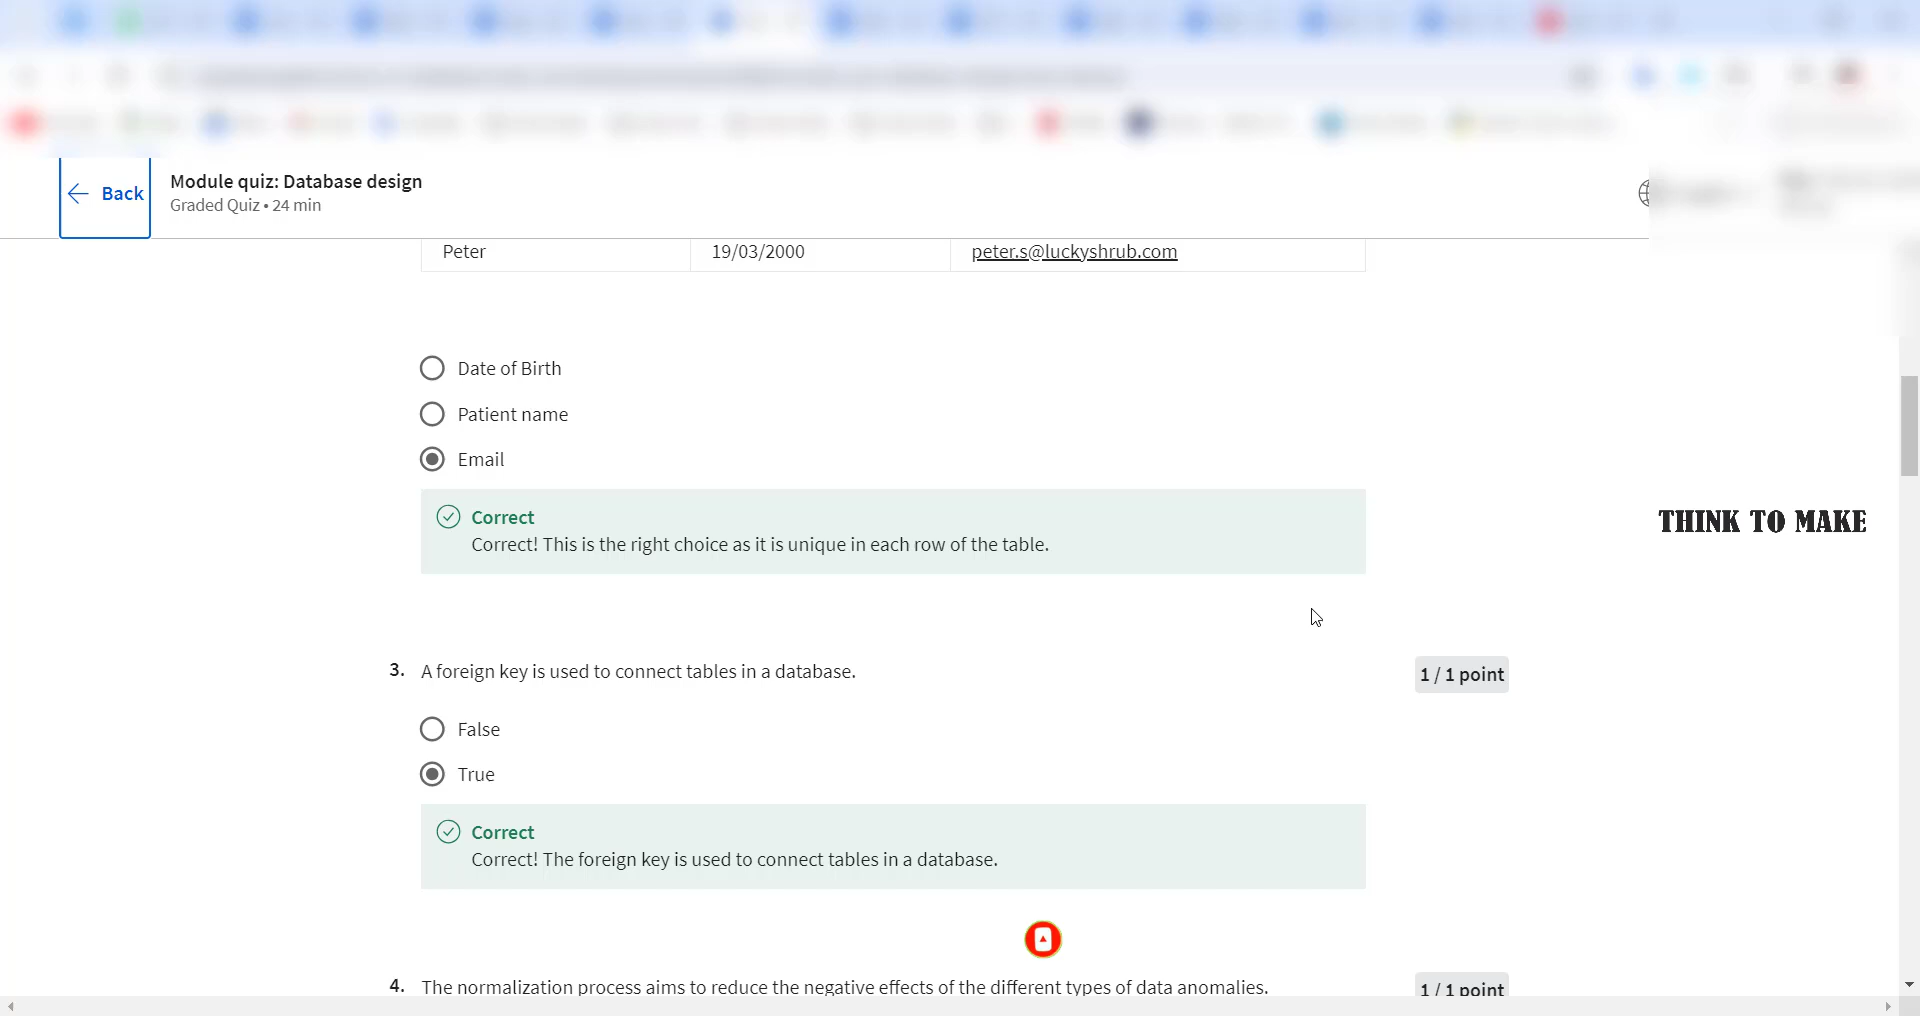 Back
Module quiz: Database design
Graded Quiz • 24 min
Peter 19/03/2000 peter.s@luckyshrub.com
Date of Birth
Patient name
Email
Correct
Correct! This is the right choice as it is unique in each row of the table.
THINK TO MAKE
3. A foreign key is used to connect tables in a database. 1 / 1 point
False
True
Correct
Correct! The foreign key is used to connect tables in a database.
4. The normalization process aims to reduce the negative effects of the different types of data anomalies. 1 / 1 point